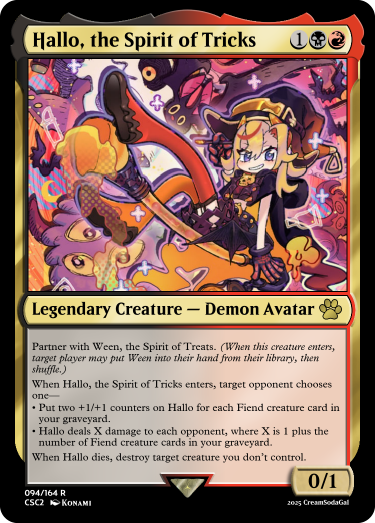 Hallo, the Spirit of Tricks
1
Legendary Creature — Demon Avatar
Partner with Ween, the Spirit of Treats. (When this creature enters,
target player may put Ween into their hand from their library, then
shuffle.)
When Hallo, the Spirit of Tricks enters, target opponent chooses
one—
• Put two +1/+1 counters on Hallo for each Fiend creature card in
your graveyard.
• Hallo deals X damage to each opponent, where X is 1 plus the
number of Fiend creature cards in your graveyard.
When Hallo dies, destroy target creature you don't control.
0/1
094/164 R
CSC2 Konami
2025 CreamSodaGal